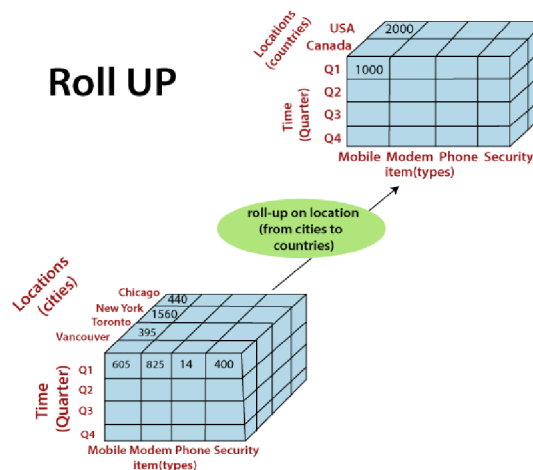 Roll UP
Locations
(countries)
USA
Canada
2000
Time
(Quarter)
Q1
Q2
Q3
Q4
1000
Mobile Modem Phone Security
item(types)
roll-up on location
(from cities to
countries)
Locations
(cities)
Chicago
New York
Toronto
Vancouver
440
1560
395
Time
(Quarter)
Q1
Q2
Q3
Q4
605 825 14 400
Mobile Modem Phone Security
item(types)